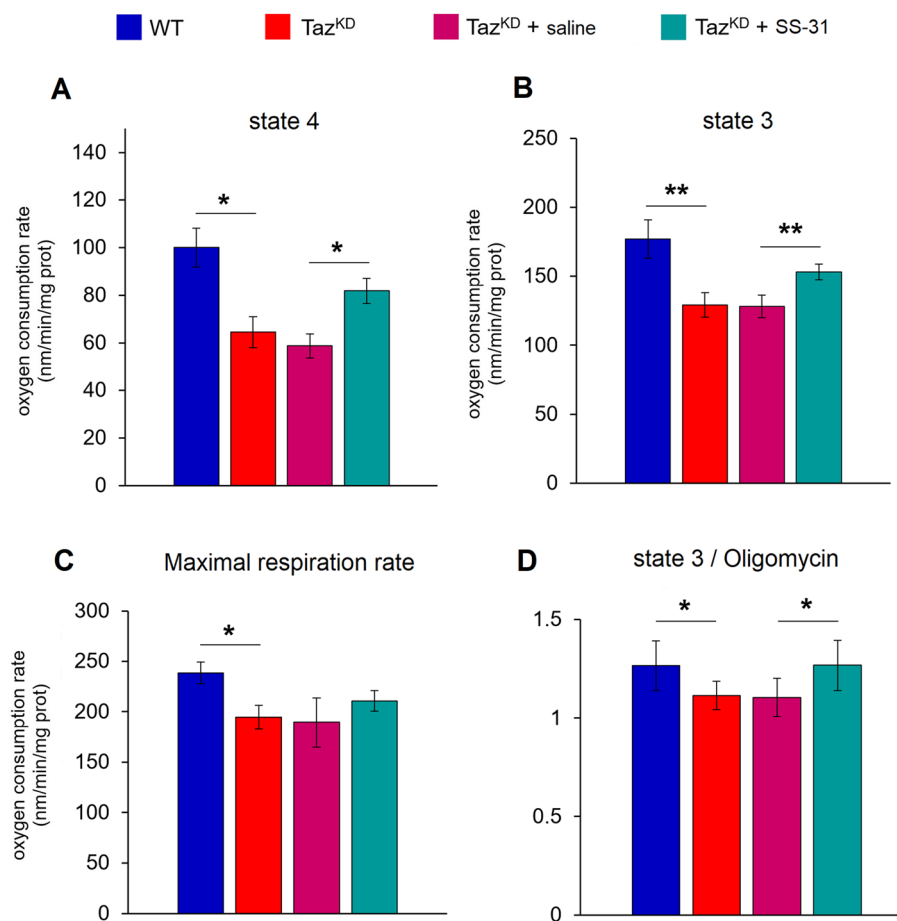 WT Taz^KD Taz^KD + saline Taz^KD + SS-31
A
state 4
oxygen consumption rate
(nm/min/mg prot)
140
120
100
80
60
40
20
0
*
*
B
state 3
oxygen consumption rate
(nm/min/mg prot)
250
200
150
100
50
0
**
**
C
Maximal respiration rate
oxygen consumption rate
(nm/min/mg prot)
300
250
200
150
100
50
0
*
D
state 3 / Oligomycin
1.5
1
0.5
0
*
*